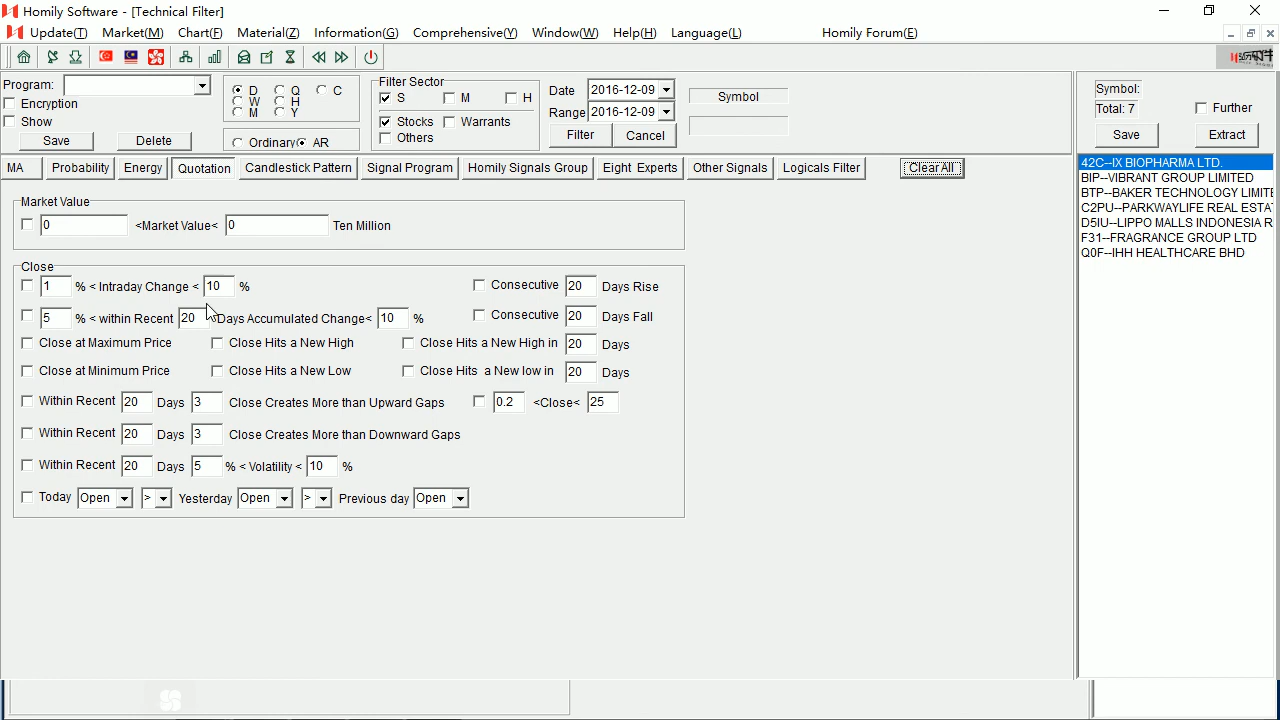 Homily Software - [Technical Filter]
Update(T) Market(M) Chart(F) Material(Z) Information(G) Comprehensive(Y) Window(W) Help(H) Language(L) Homily Forum(E)
Program:
Encryption
Show
Save Delete
D Q C
W H
M Y
Ordinary AR
Filter Sector
S M H
Stocks Warrants
Others
Date 2016-12-09
Range 2016-12-09
Filter Cancel
Symbol
Symbol:
Total: 7 Further
Save Extract
MA Probability Energy Quotation Candlestick Pattern Signal Program Homily Signals Group Eight Experts Other Signals Logicals Filter Clear All
Market Value
0 <Market Value< 0 Ten Million
Close
1 % < Intraday Change < 10 % Consecutive 20 Days Rise
5 % < within Recent 20 Days Accumulated Change< 10 % Consecutive 20 Days Fall
Close at Maximum Price Close Hits a New High Close Hits a New High in 20 Days
Close at Minimum Price Close Hits a New Low Close Hits a New low in 20 Days
Within Recent 20 Days 3 Close Creates More than Upward Gaps 0.2 <Close< 25
Within Recent 20 Days 3 Close Creates More than Downward Gaps
Within Recent 20 Days 5 % < Volatility < 10 %
Today Open > Yesterday Open > Previous day Open
42C--IX BIOPHARMA LTD.
BIP--VIBRANT GROUP LIMITED
BTP--BAKER TECHNOLOGY LIMITE
C2PU--PARKWAYLIFE REAL ESTA
D5IU--LIPPO MALLS INDONESIA R
F31--FRAGRANCE GROUP LTD
Q0F--IHH HEALTHCARE BHD